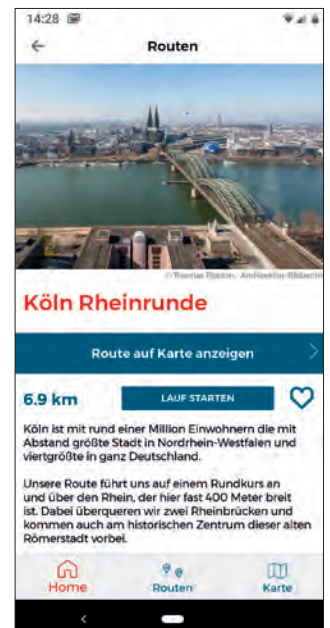 14:28
Routen
Köln Rheinrunde
Route auf Karte anzeigen
6.9 km
LAUF STARTEN
Köln ist mit rund einer Million Einwohnern die mit
Abstand größte Stadt in Nordrhein-Westfalen und
viertgrößte in ganz Deutschland.
Unsere Route führt uns auf einem Rundkurs an
und über den Rhein, der hier fast 400 Meter breit
ist. Dabei überqueren wir zwei Rheinbrücken und
kommen auch am historischen Zentrum dieser alten
Römerstadt vorbei.
Home
Routen
Karte